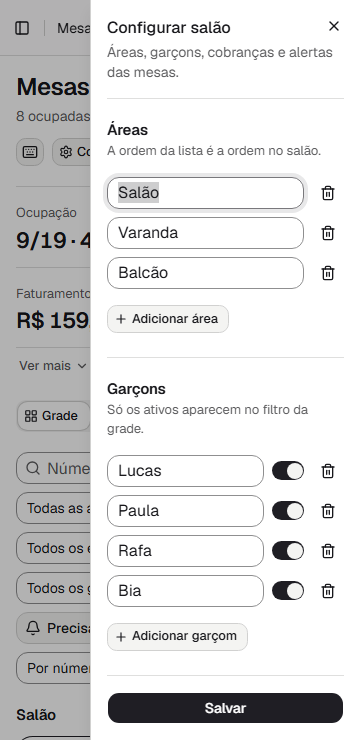 Mesas
Mesas
8 ocupadas
Ocupação
9/19 · 4
Faturamento
R$ 159
Ver mais
Grade
Núme
Todas as á
Todos os e
Todos os g
Precisa
Por númer
Salão
Configurar salão
Áreas, garçons, cobranças e alertas
das mesas.
Áreas
A ordem da lista é a ordem no salão.
Salão
Varanda
Balcão
Adicionar área
Garçons
Só os ativos aparecem no filtro da
grade.
Lucas
Paula
Rafa
Bia
Adicionar garçom
Salvar